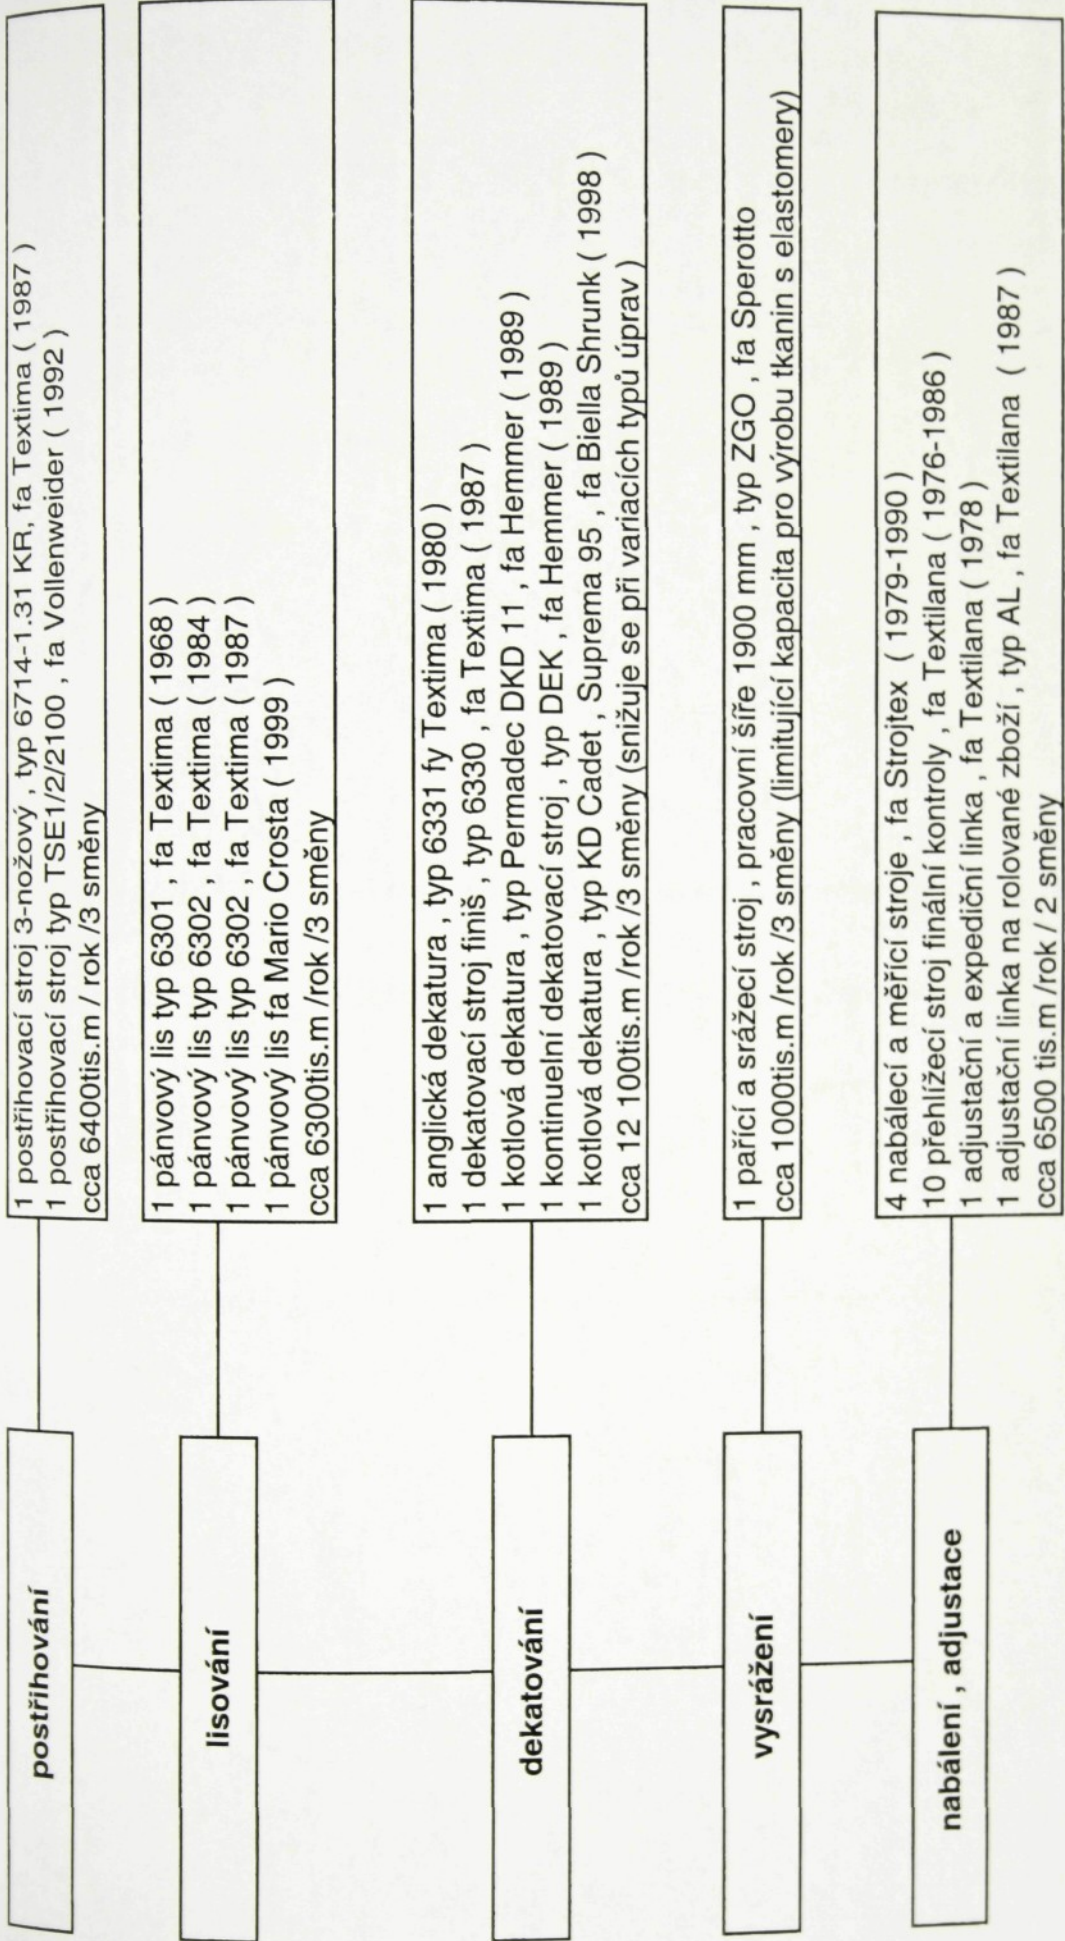 postřihování
1 postřihovací stroj 3-nožový , typ 6714-1.31 KR, fa Textima ( 1987 )
1 postřihovací stroj typ TSE1/2/2100 , fa Vollenweider ( 1992 )
cca 6400tis.m / rok /3 směny
lisování
1 pánvový lis typ 6301 , fa Textima ( 1968 )
1 pánvový lis typ 6302 , fa Textima ( 1984 )
1 pánvový lis typ 6302 , fa Textima ( 1987 )
1 pánvový lis fa Mario Crosta ( 1999 )
cca 6300tis.m /rok /3 směny
dekatování
1 anglická dekatura , typ 6331 fy Textima ( 1980 )
1 dekatovací stroj finiš , typ 6330 , fa Textima ( 1987 )
1 kotlová dekatura , typ Permadec DKD 11 , fa Hemmer ( 1989 )
1 kontinuelní dekatovací stroj , typ DEK , fa Hemmer ( 1989 )
1 kotlová dekatura , typ KD Cadet , Suprema 95 , fa Biella Shrunk ( 1998 )
cca 12 100tis.m /rok /3 směny (snižuje se při variacích typů úprav )
vysrážení
1 pařící a srážecí stroj , pracovní šíře 1900 mm , typ ZGO , fa Sperotto
cca 1000tis.m /rok /3 směny (limitující kapacita pro výrobu tkanin s elastomery)
nabálení , adjustace
4 nabálecí a měřící stroje , fa Strojtex ( 1979-1990 )
10 přehlížecí stroj finální kontroly , fa Textilana ( 1976-1986 )
1 adjustační a expediční linka , fa Textilana ( 1978 )
1 adjustační linka na rolované zboží , typ AL , fa Textilana ( 1987 )
cca 6500 tis.m /rok / 2 směny